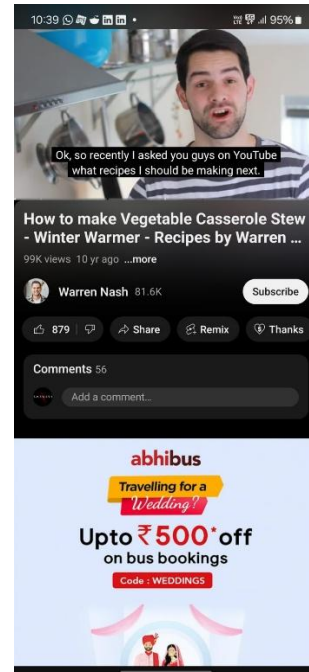 10:39
95%
Ok, so recently I asked you guys on YouTube
what recipes I should be making next.
How to make Vegetable Casserole Stew
- Winter Warmer - Recipes by Warren ...
99K views 10 yr ago ...more
Warren Nash 81.6K
Subscribe
879
Share
Remix
Thanks
Comments 56
Add a comment...
abhibus
Travelling for a
Wedding?
Upto ₹500*off
on bus bookings
Code : WEDDINGS